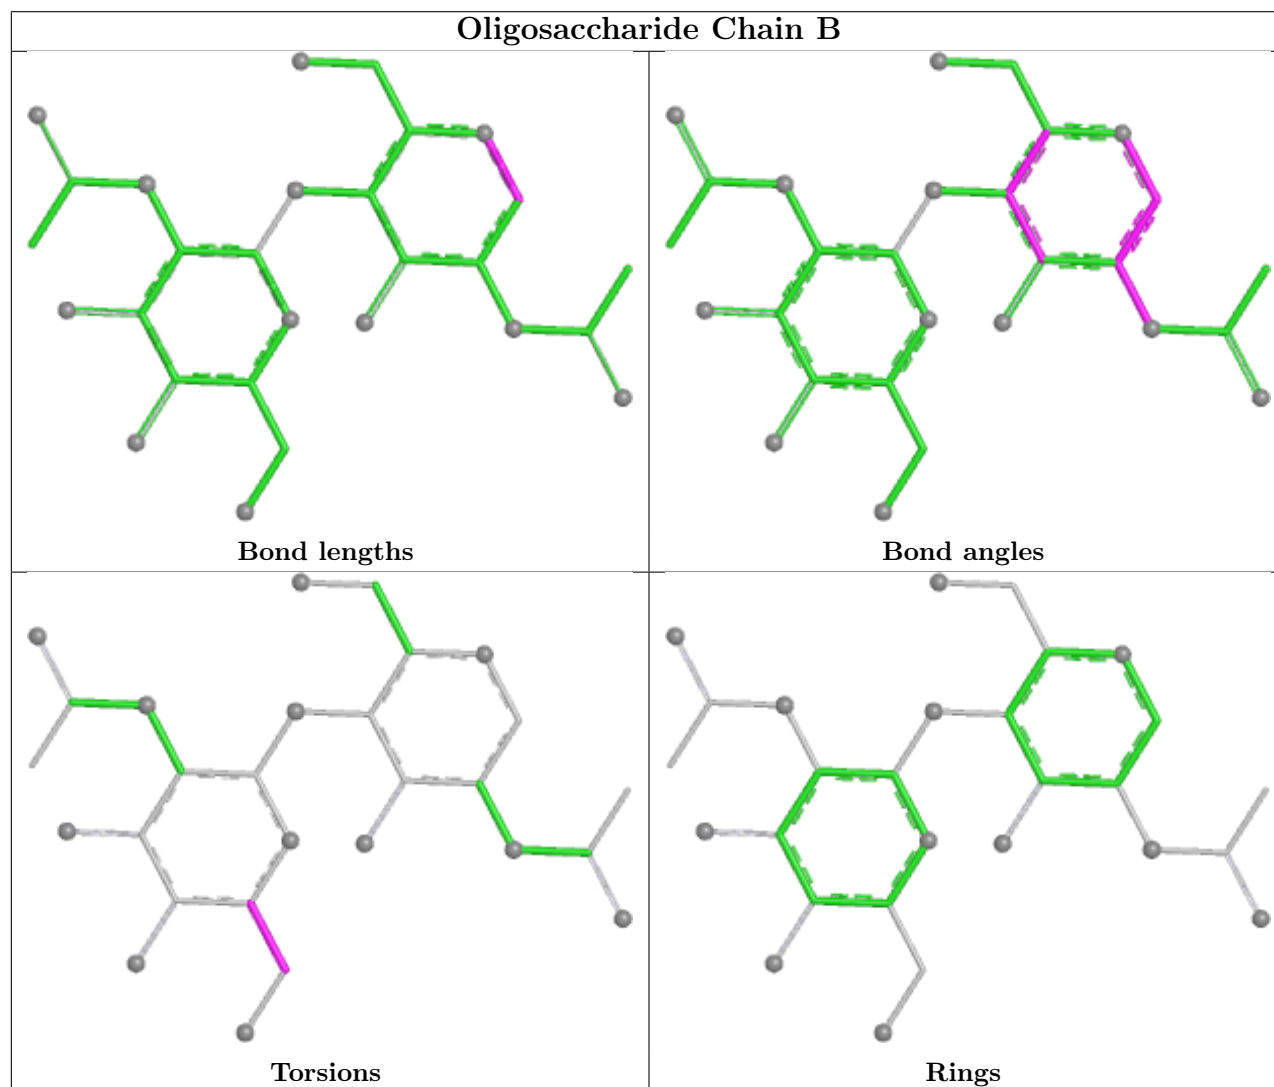 Oligosaccharide Chain B
Bond lengths
Bond angles
Torsions
Rings